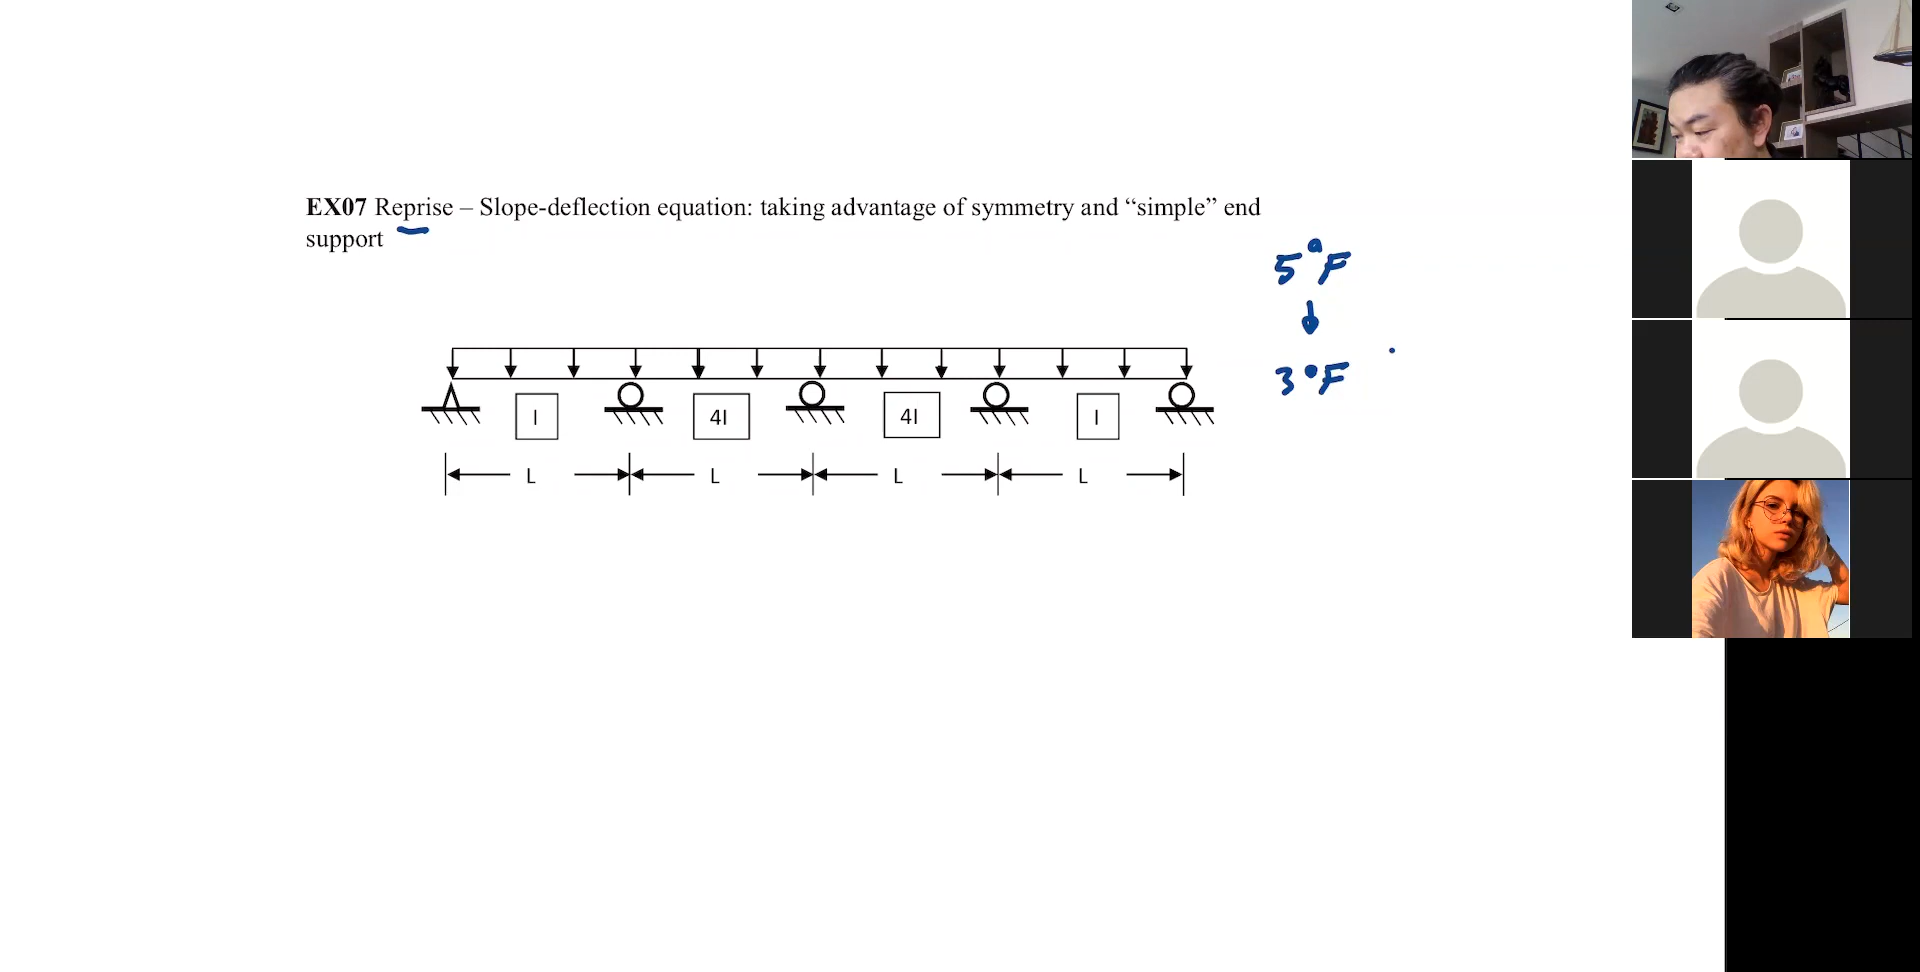 EX07 Reprise – Slope-deflection equation: taking advantage of symmetry and “simple” end
support
5°F
3°F
I 4I 4I I
L L L L